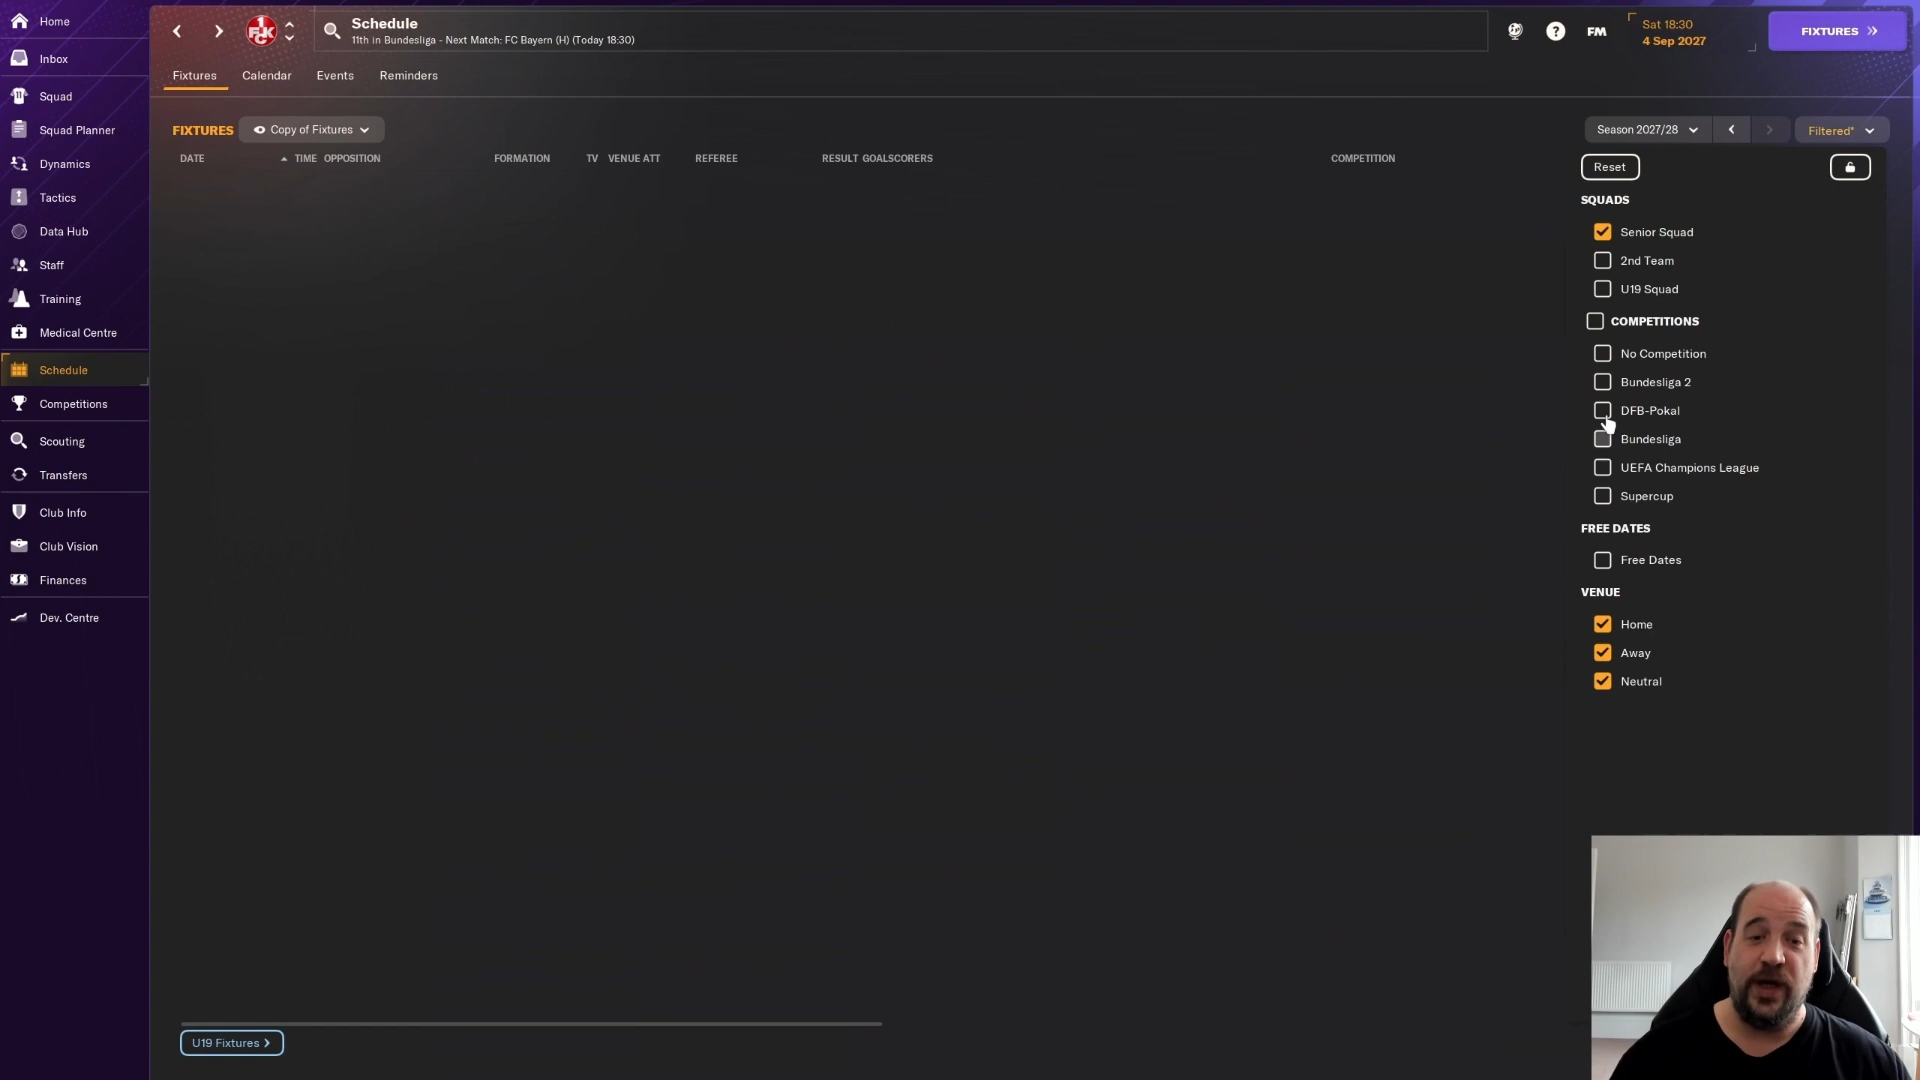 Home
Inbox
Squad
Squad Planner
Dynamics
Tactics
Data Hub
Staff
Training
Medical Centre
Schedule
Competitions
Scouting
Transfers
Club Info
Club Vision
Finances
Dev. Centre
1
FCK
Schedule
11th in Bundesliga - Next Match: FC Bayern (H) (Today 18:30)
?
FM
Sat 18:30
4 Sep 2027
FIXTURES
Fixtures Calendar Events Reminders
FIXTURES Copy of Fixtures
Season 2027/28
Filtered*
DATE TIME OPPOSITION FORMATION TV VENUE ATT REFEREE RESULT GOALSCORERS COMPETITION
Reset
SQUADS
Senior Squad
2nd Team
U19 Squad
COMPETITIONS
No Competition
Bundesliga 2
DFB-Pokal
Bundesliga
UEFA Champions League
Supercup
FREE DATES
Free Dates
VENUE
Home
Away
Neutral
U19 Fixtures